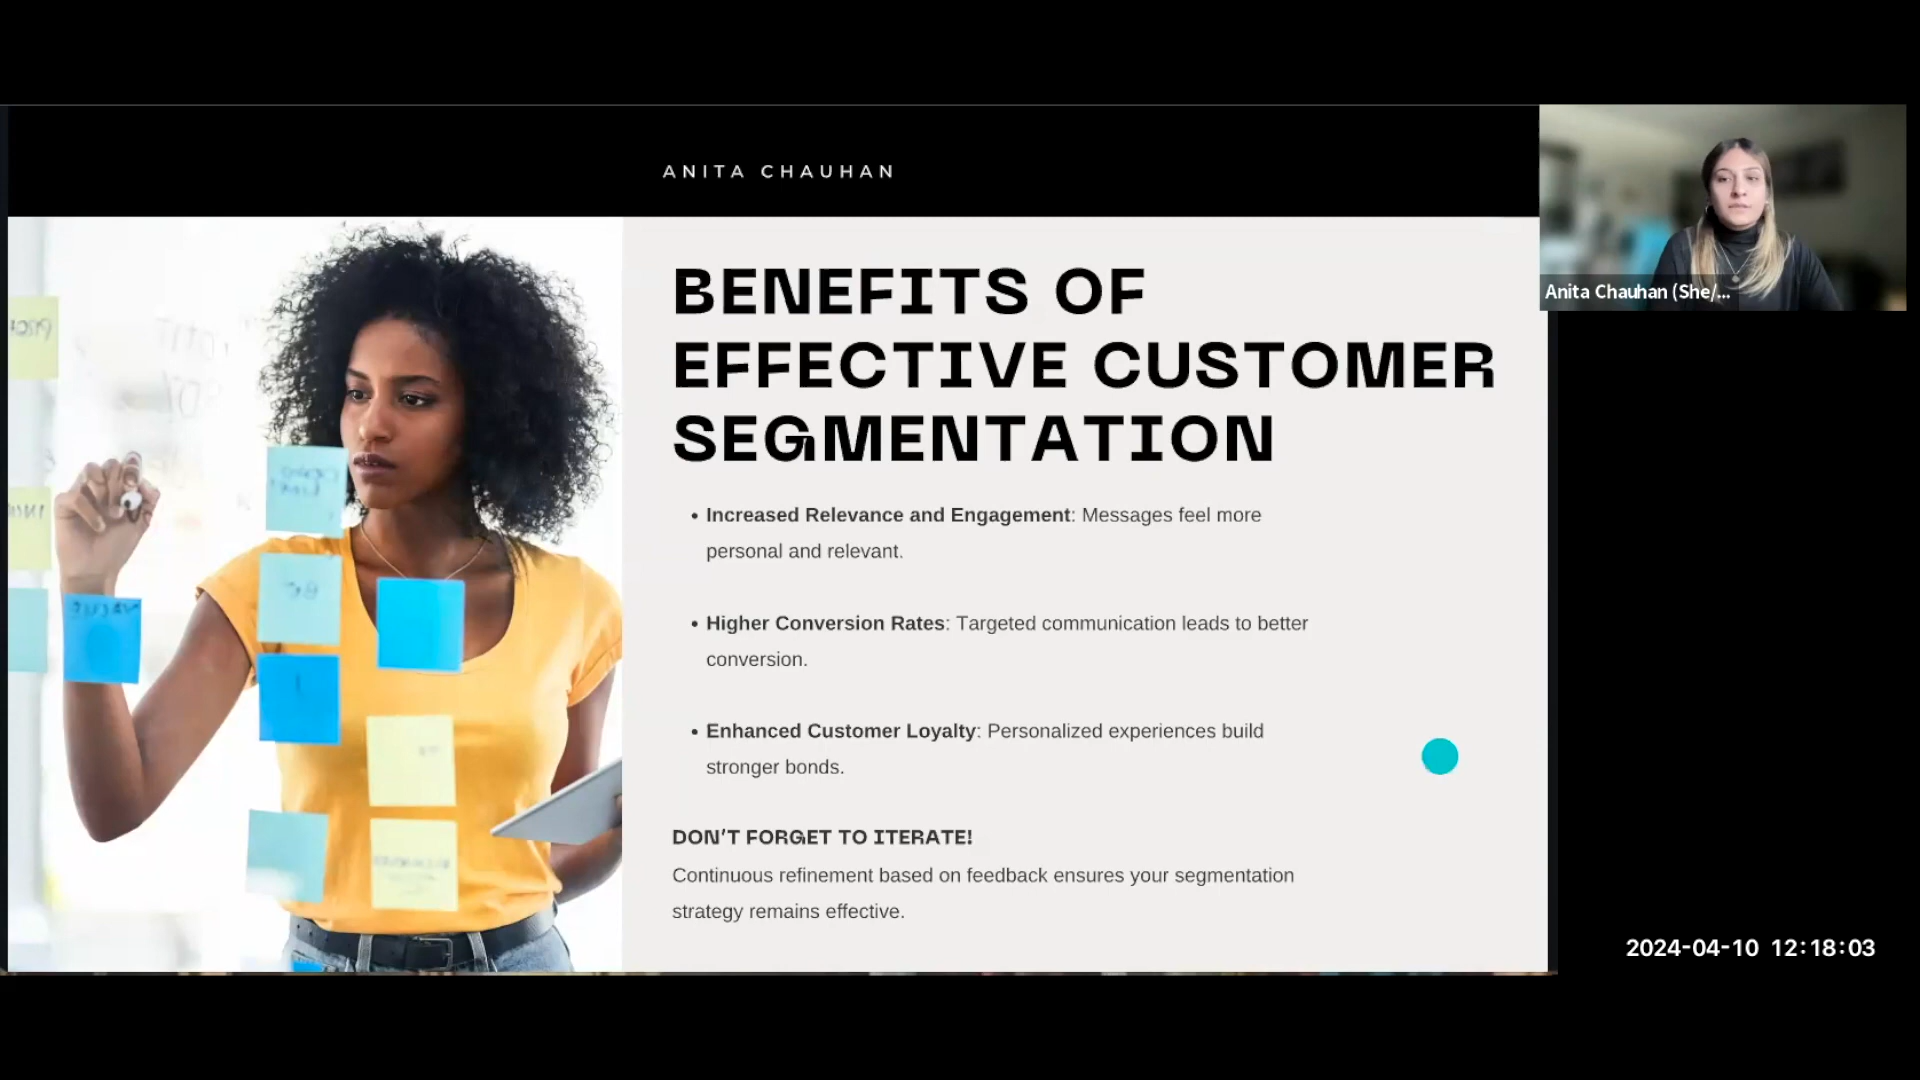 ANITA CHAUHAN
Anita Chauhan (She/...
BENEFITS OF
EFFECTIVE CUSTOMER
SEGMENTATION
• Increased Relevance and Engagement: Messages feel more
personal and relevant.
• Higher Conversion Rates: Targeted communication leads to better
conversion.
• Enhanced Customer Loyalty: Personalized experiences build
stronger bonds.
DON'T FORGET TO ITERATE!
Continuous refinement based on feedback ensures your segmentation
strategy remains effective.
2024-04-10 12:18:03